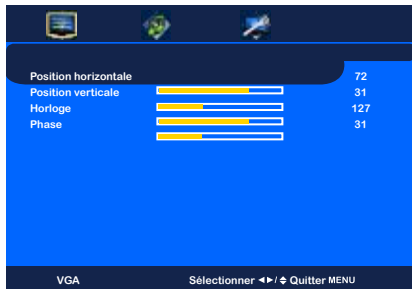 Position horizontale 72
Position verticale 31
Horloge 127
Phase 31
VGA Sélectionner ◄►/ ♦ Quitter MENU